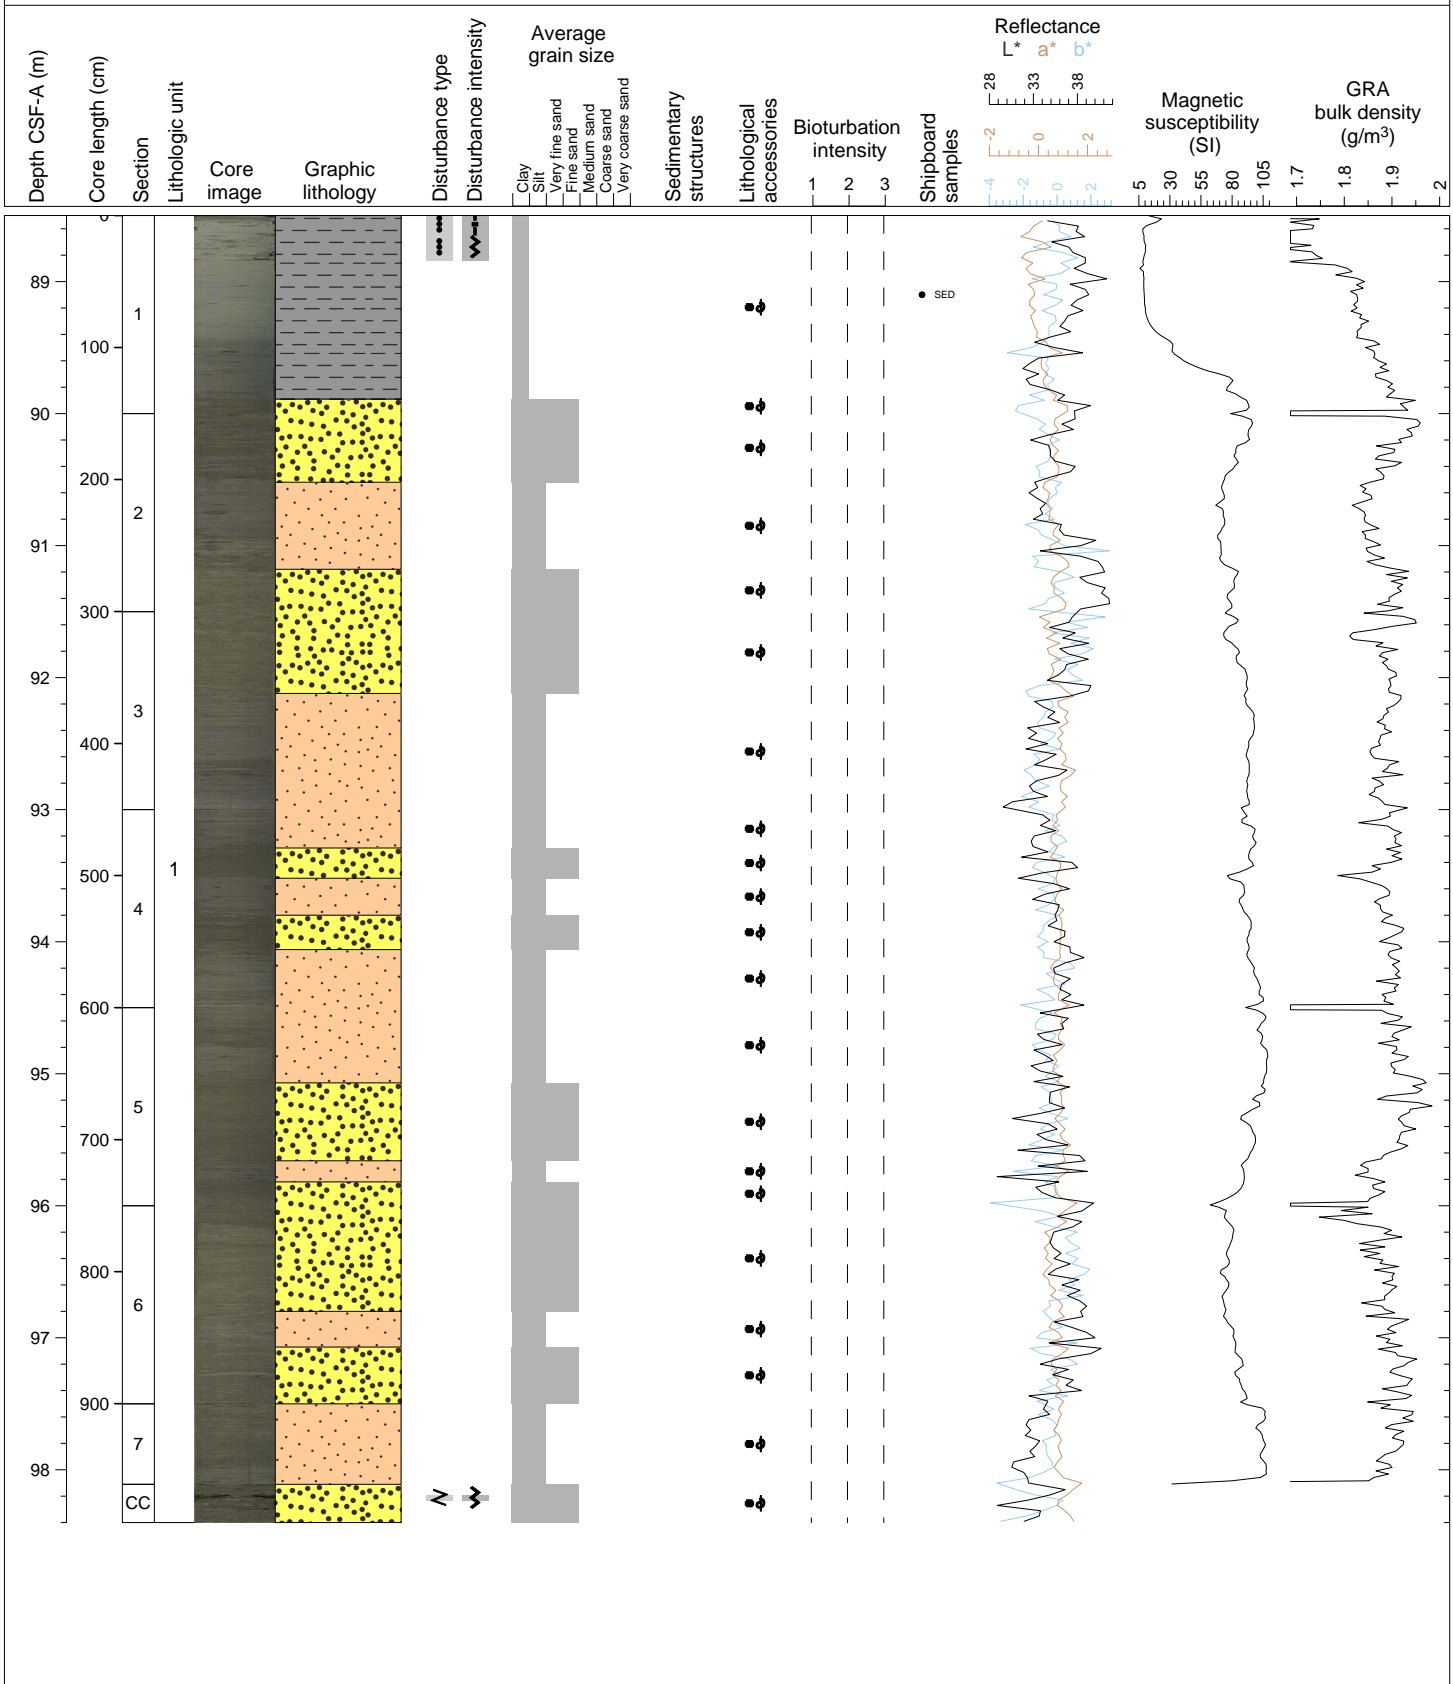 Depth CSF-A (m)
Core length (cm)
Section
Lithologic unit
Core
image
Graphic
lithology
Disturbance type
Disturbance intensity
Average
grain size
Clay
Silt
Very fine sand
Fine sand
Medium sand
Coarse sand
Very coarse sand
Sedimentary
structures
Lithological
accessories
Bioturbation
intensity
1 2 3
Shipboard
samples
Reflectance
L* a* b*
28 33 38
-2 0 2
-4 -2 0 2
Magnetic
susceptibility
(SI)
5 30 55 80 105
GRA
bulk density
(g/m3)
1.7 1.8 1.9 2
0
89
SED
1
100
90
200
2
91
300
92
3
400
93
1
500
4
94
600
95
5
700
96
800
6
97
900
7
98
CC